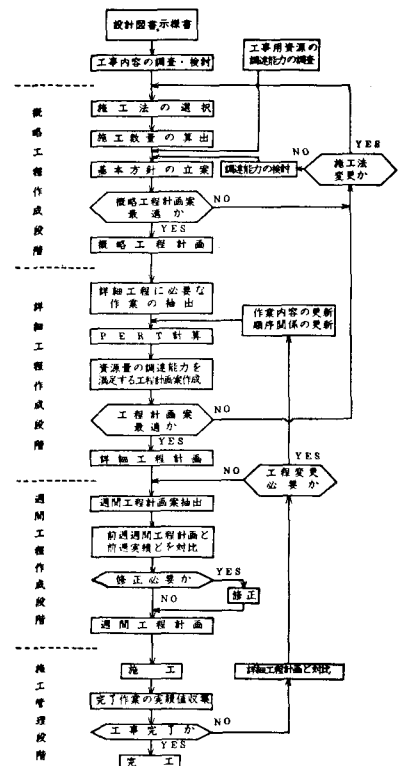 設計図書、示様書
工事用資源の
調達能力の調査
工事内容の調査・検討
概略工程作成段階
施工法の選択
施工数量の算出
YES
NO
施工法
変更か
基本方針の立案
調達能力の検討
概略工程計画案
最適か
NO
YES
概略工程計画
詳細工程作成段階
詳細工程に必要な
作業の抽出
作業内容の更新
順序関係の更新
PERT計算
資源量の調達能力を
満足する工程計画案作成
工程計画案
最適か
NO
YES
YES
詳細工程計画
NO
工程変更
必要か
週間工程作成段階
週間工程計画案抽出
前週週間工程計画と
前週実績とを対比
修正必要か
YES
修正
NO
週間工程計画
施工管理段階
施工
詳細工程計画と対比
完了作業の実績値収集
工事完了か
NO
YES
完工